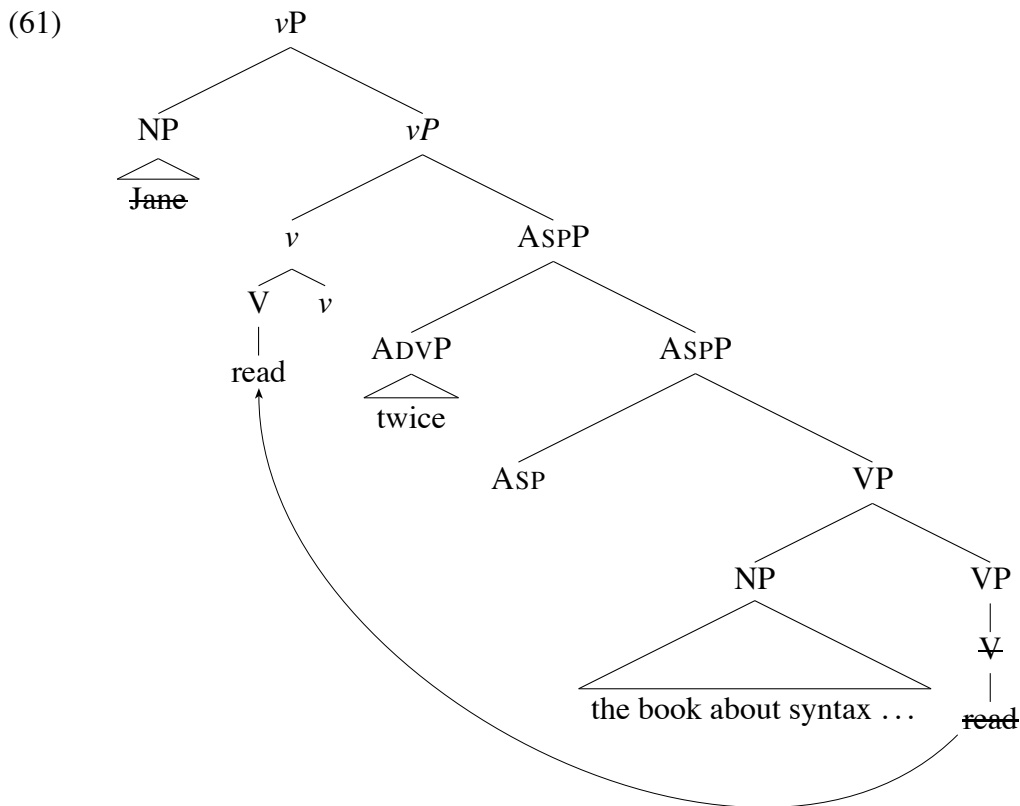 (61)
vP
NP vP
Jane
v ASPP
V v
ADVP ASPP
read
twice
ASP VP
NP VP
V
the book about syntax …
read